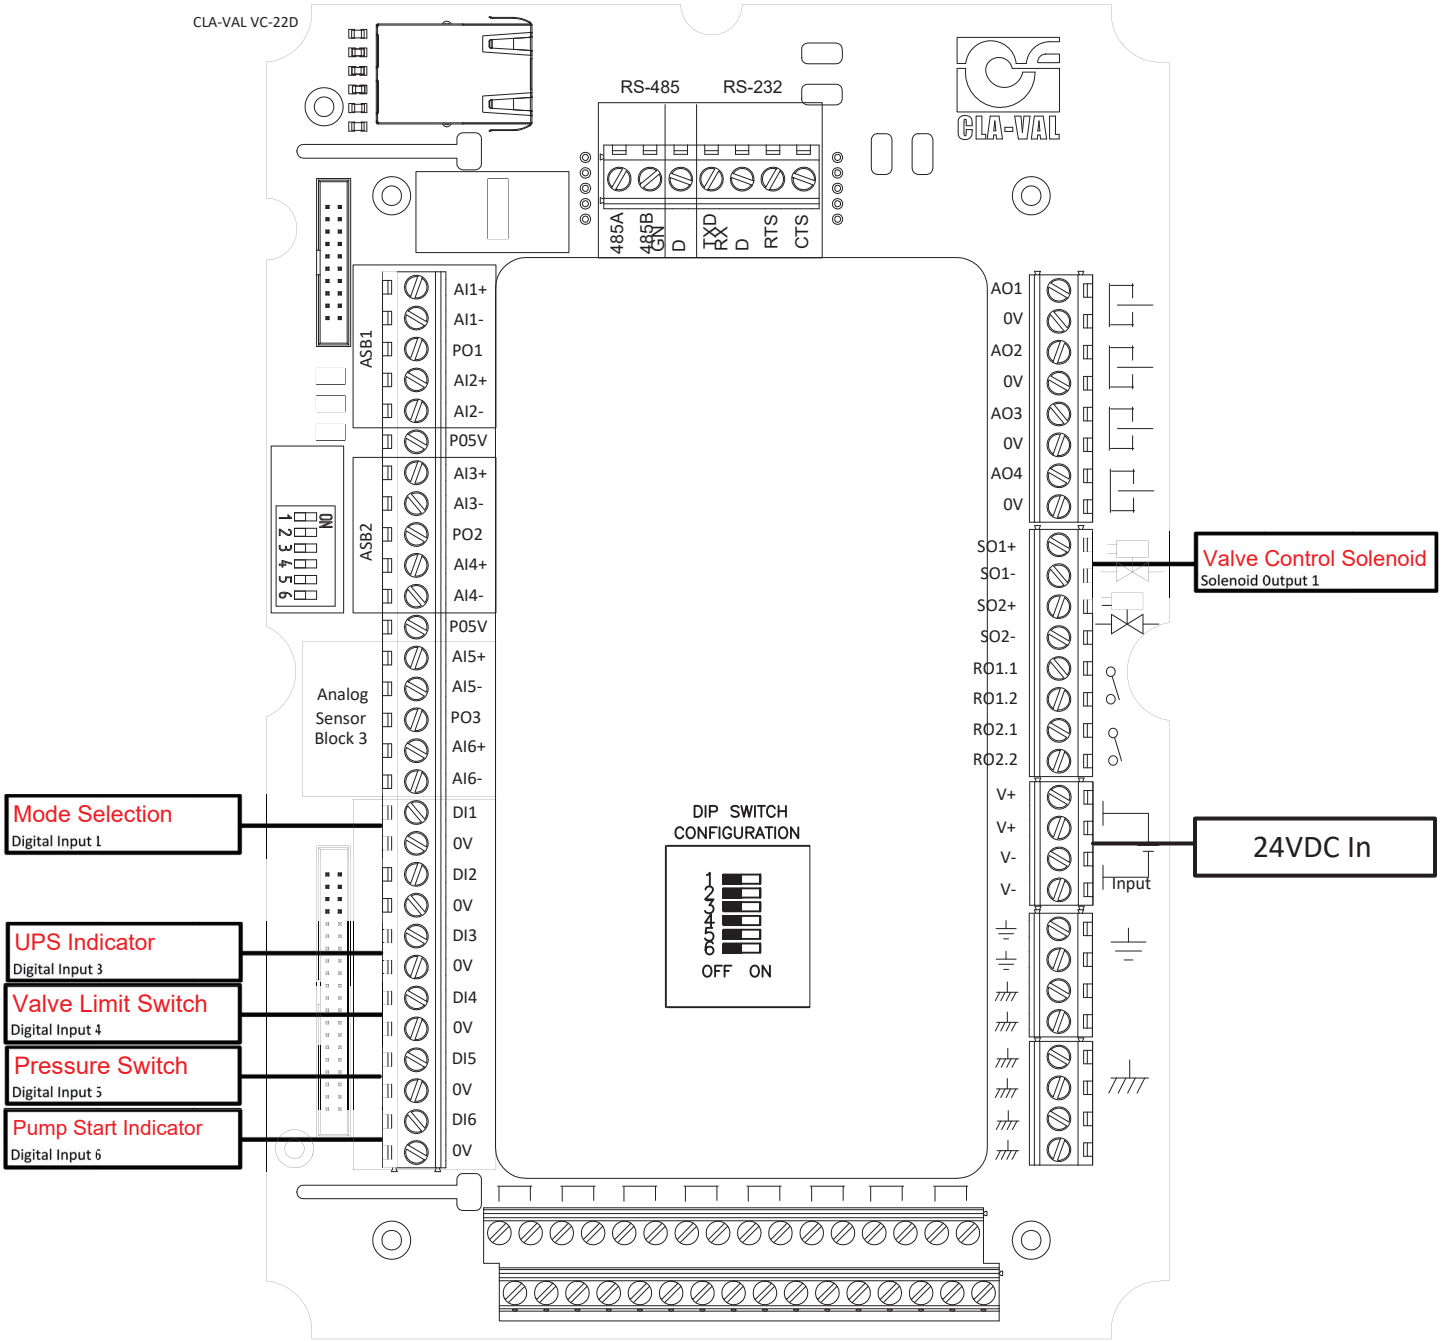 CLA-VAL VC-22D
RS-485 RS-232
CLA-VAL
485A
485B
GN
D
TXD
RX
D
RTS
CTS
ASB1
AI1+
AI1-
PO1
AI2+
AI2-
P05V
ASB2
AI3+
AI3-
PO2
AI4+
AI4-
P05V
ON
1
2
3
4
5
6
Analog
Sensor
Block 3
AI5+
AI5-
PO3
AI6+
AI6-
DI1
0V
DI2
0V
DI3
0V
DI4
0V
DI5
0V
DI6
0V
Mode Selection
Digital Input 1
UPS Indicator
Digital Input 3
Valve Limit Switch
Digital Input 4
Pressure Switch
Digital Input 5
Pump Start Indicator
Digital Input 6
DIP SWITCH
CONFIGURATION
1
2
3
4
5
6
OFF ON
AO1
0V
AO2
0V
AO3
0V
AO4
0V
SO1+
SO1-
SO2+
SO2-
RO1.1
RO1.2
RO2.1
RO2.2
V+
V+
V-
V-
Input
Valve Control Solenoid
Solenoid Output 1
24VDC In